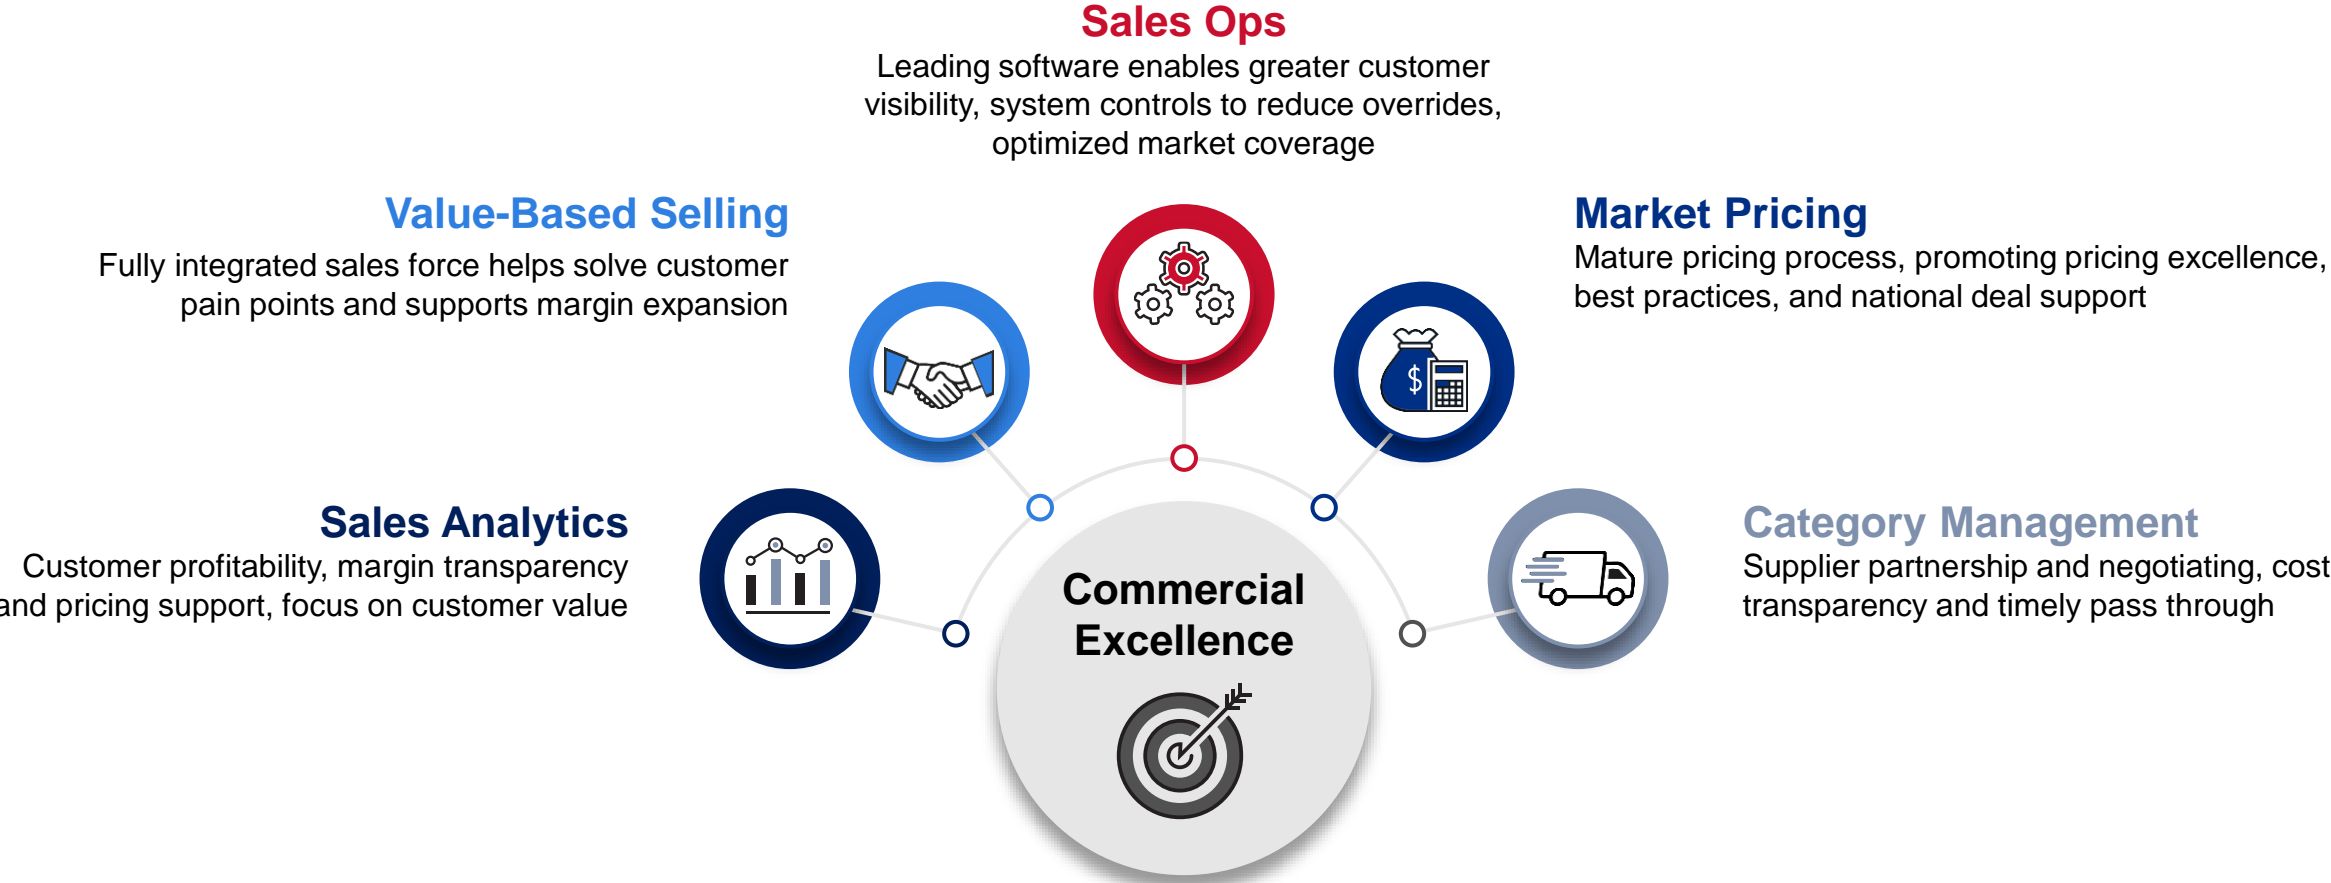 Sales Ops
Leading software enables greater customer
visibility, system controls to reduce overrides,
optimized market coverage
Value-Based Selling
Fully integrated sales force helps solve customer
pain points and supports margin expansion
Market Pricing
Mature pricing process, promoting pricing excellence,
best practices, and national deal support
Sales Analytics
Customer profitability, margin transparency
and pricing support, focus on customer value
Category Management
Supplier partnership and negotiating, cost
transparency and timely pass through
Commercial
Excellence
$